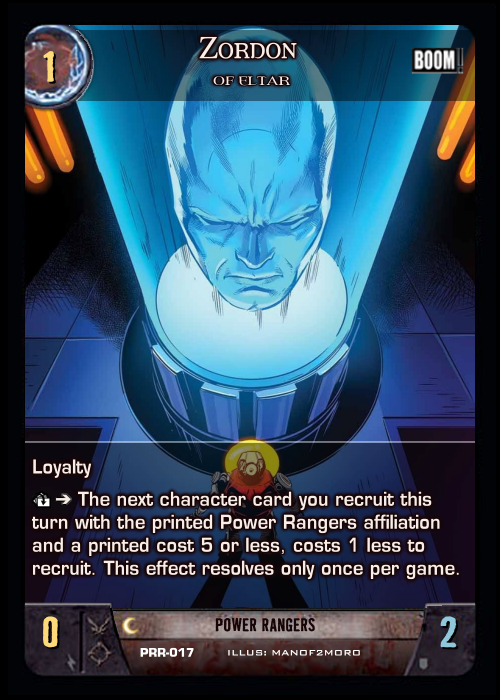 1
Zordon
of Eltar
BOOM!
Loyalty
➔ The next character card you recruit this
turn with the printed Power Rangers affiliation
and a printed cost 5 or less, costs 1 less to
recruit. This effect resolves only once per game.
0
POWER RANGERS
2
PRR-017 ILLUS: MANOF2MORO